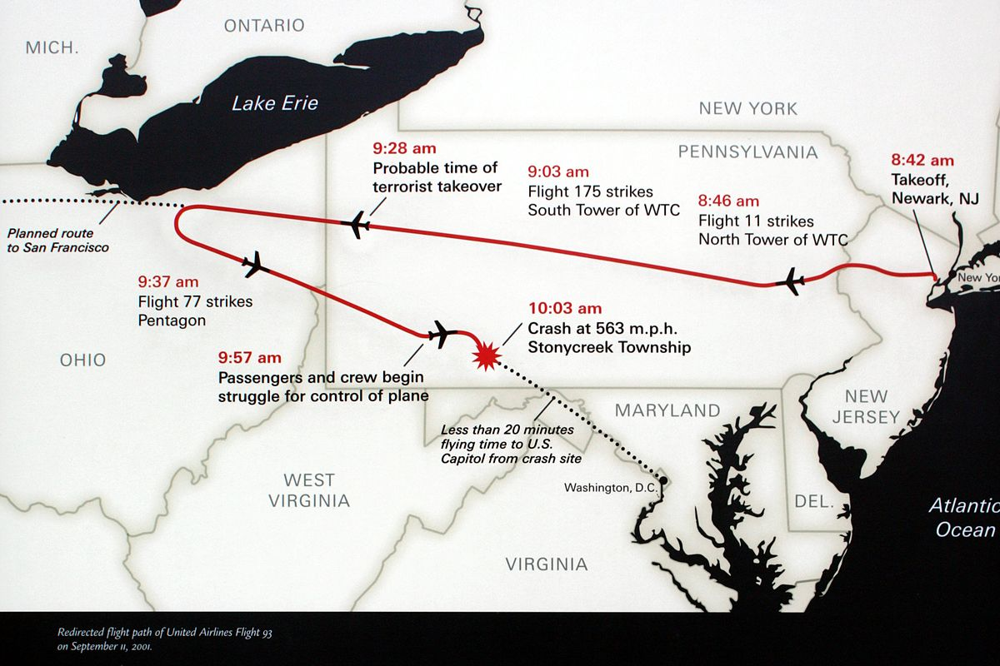 ONTARIO
MICH.
Lake Erie
NEW YORK
PENNSYLVANIA
9:28 am
Probable time of
terrorist takeover
9:03 am
Flight 175 strikes
South Tower of WTC
8:46 am
Flight 11 strikes
North Tower of WTC
8:42 am
Takeoff,
Newark, NJ
Planned route
to San Francisco
New Yor
9:37 am
Flight 77 strikes
Pentagon
10:03 am
Crash at 563 m.p.h.
Stonycreek Township
OHIO
9:57 am
Passengers and crew begin
struggle for control of plane
MARYLAND
NEW
JERSEY
Less than 20 minutes
flying time to U.S.
Capitol from crash site
WEST
VIRGINIA
Washington, D.C.
DEL.
Atlantic
Ocean
VIRGINIA
Redirected flight path of United Airlines Flight 93
on September 11, 2001.